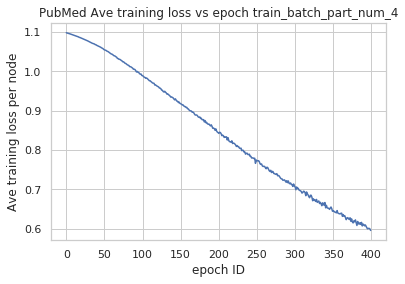 PubMed Ave training loss vs epoch train_batch_part_num_4
1.1
1.0
0.9
0.8
0.7
0.6
Ave training loss per node
0 50 100 150 200 250 300 350 400
epoch ID